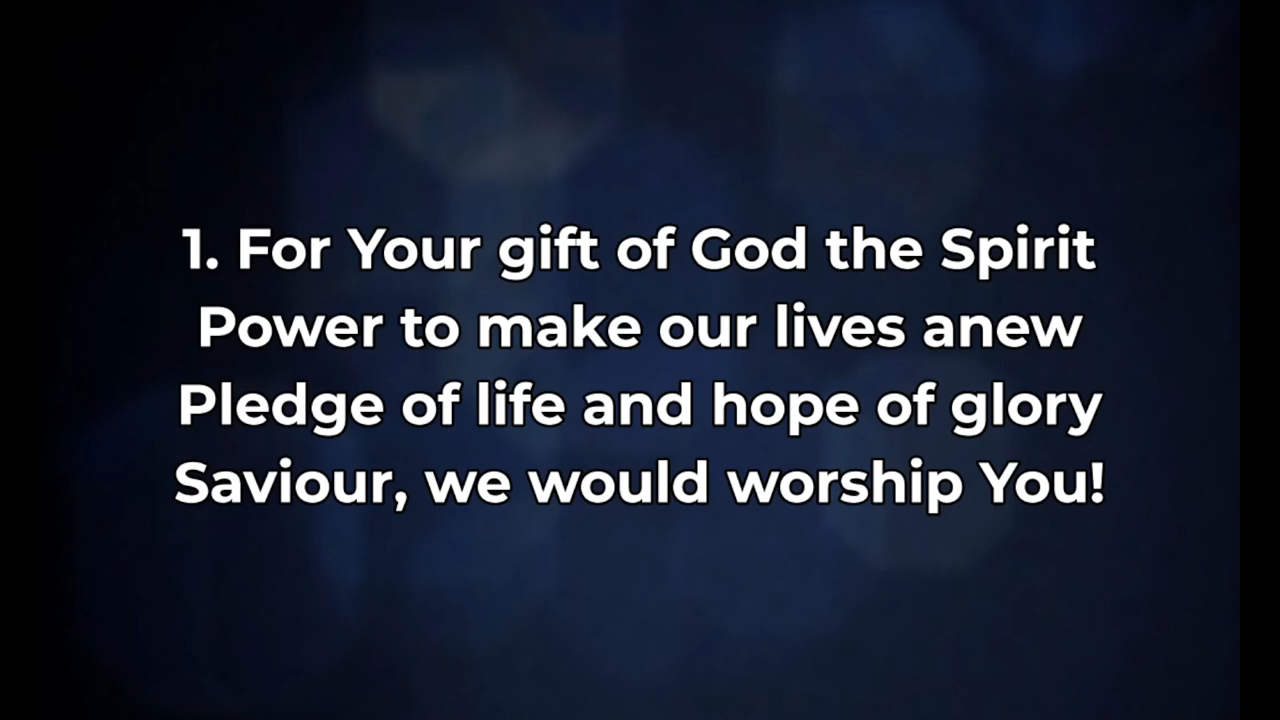 1. For Your gift of God the Spirit
Power to make our lives anew
Pledge of life and hope of glory
Saviour, we would worship You!